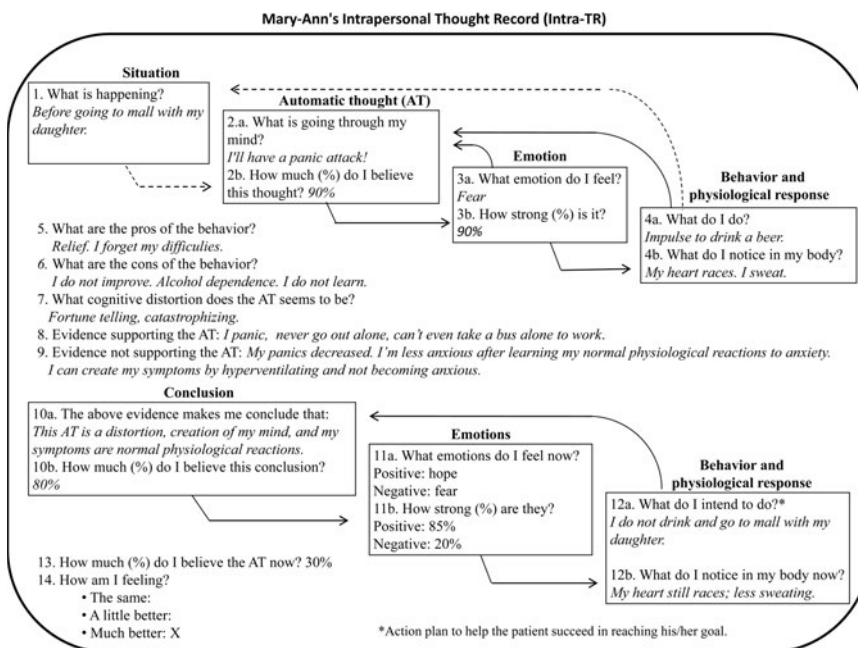 Mary-Ann's Intrapersonal Thought Record (Intra-TR)
Situation
1. What is happening?
Before going to mall with my
daughter.
Automatic thought (AT)
2.a. What is going through my
mind?
I'll have a panic attack!
2b. How much (%) do I believe
this thought? 90%
Emotion
3a. What emotion do I feel?
Fear
3b. How strong (%) is it?
90%
Behavior and
physiological response
4a. What do I do?
Impulse to drink a beer.
4b. What do I notice in my body?
My heart races. I sweat.
5. What are the pros of the behavior?
Relief. I forget my difficulies.
6. What are the cons of the behavior?
I do not improve. Alcohol dependence. I do not learn.
7. What cognitive distortion does the AT seems to be?
Fortune telling, catastrophizing.
8. Evidence supporting the AT: I panic, never go out alone, can't even take a bus alone to work.
9. Evidence not supporting the AT: My panics decreased. I'm less anxious after learning my normal physiological reactions to anxiety.
I can create my symptoms by hyperventilating and not becoming anxious.
Conclusion
10a. The above evidence makes me conclude that:
This AT is a distortion, creation of my mind, and my
symptoms are normal physiological reactions.
10b. How much (%) do I believe this conclusion?
80%
Emotions
11a. What emotions do I feel now?
Positive: hope
Negative: fear
11b. How strong (%) are they?
Positive: 85%
Negative: 20%
Behavior and
physiological response
12a. What do I intend to do?*
I do not drink and go to mall with my
daughter.
12b. What do I notice in my body now?
My heart still races; less sweating.
13. How much (%) do I believe the AT now? 30%
14. How am I feeling?
• The same:
• A little better:
• Much better: X
*Action plan to help the patient succeed in reaching his/her goal.